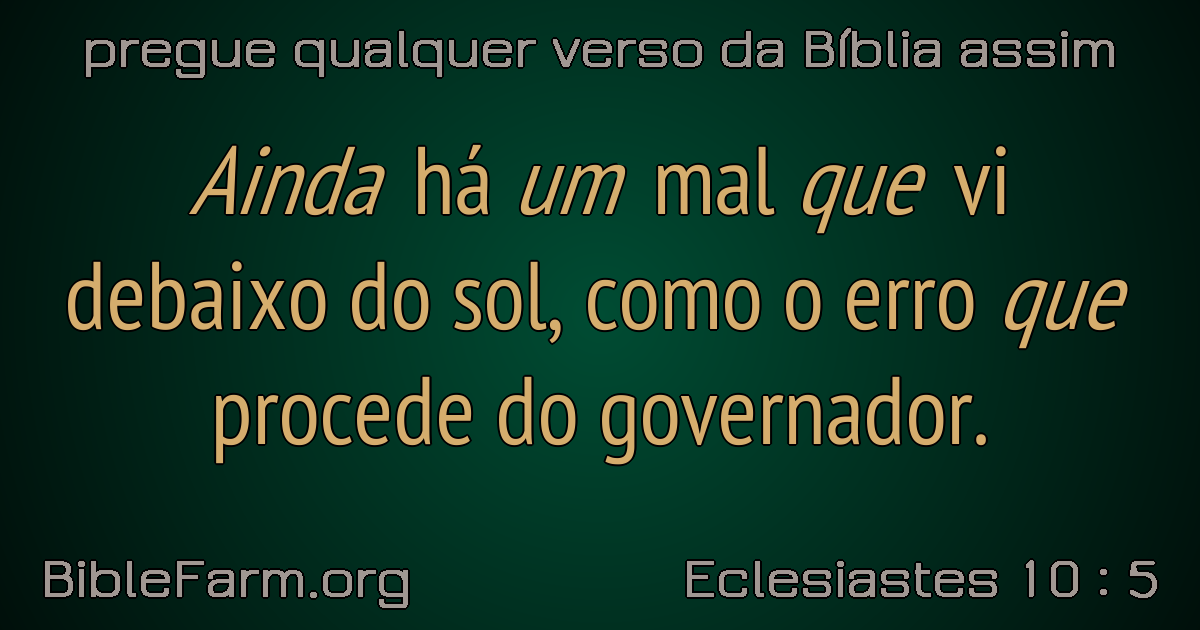 pregue qualquer verso da Bíblia assim
Ainda há um mal que vi
debaixo do sol, como o erro que
procede do governador.
BibleFarm.org
Eclesiastes 10 : 5